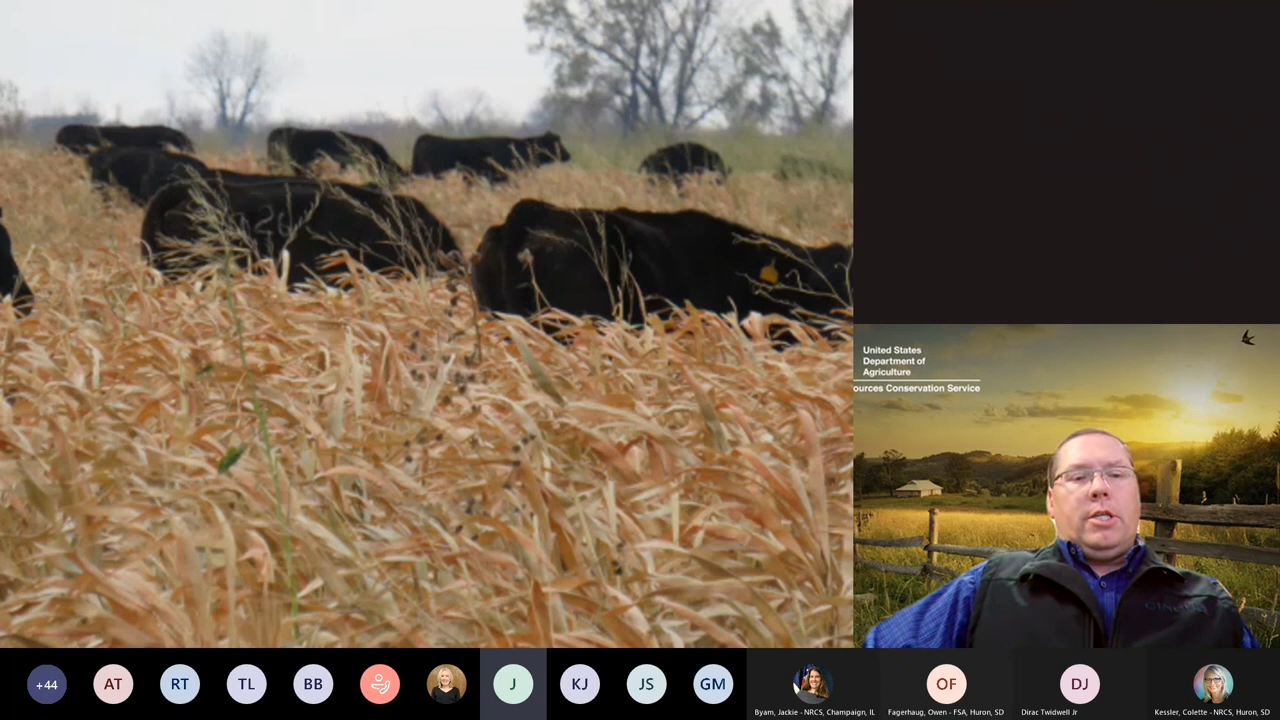 United States
Department of
Agriculture
ources Conservation Service
+44
AT
RT
TL
BB
J
KJ
JS
GM
OF
DJ
Byam, Jackie - NRCS, Champaign, IL
Fagerhaug, Owen - FSA, Huron, SD
Dirac Twidwell Jr
Kessler, Colette - NRCS, Huron, SD